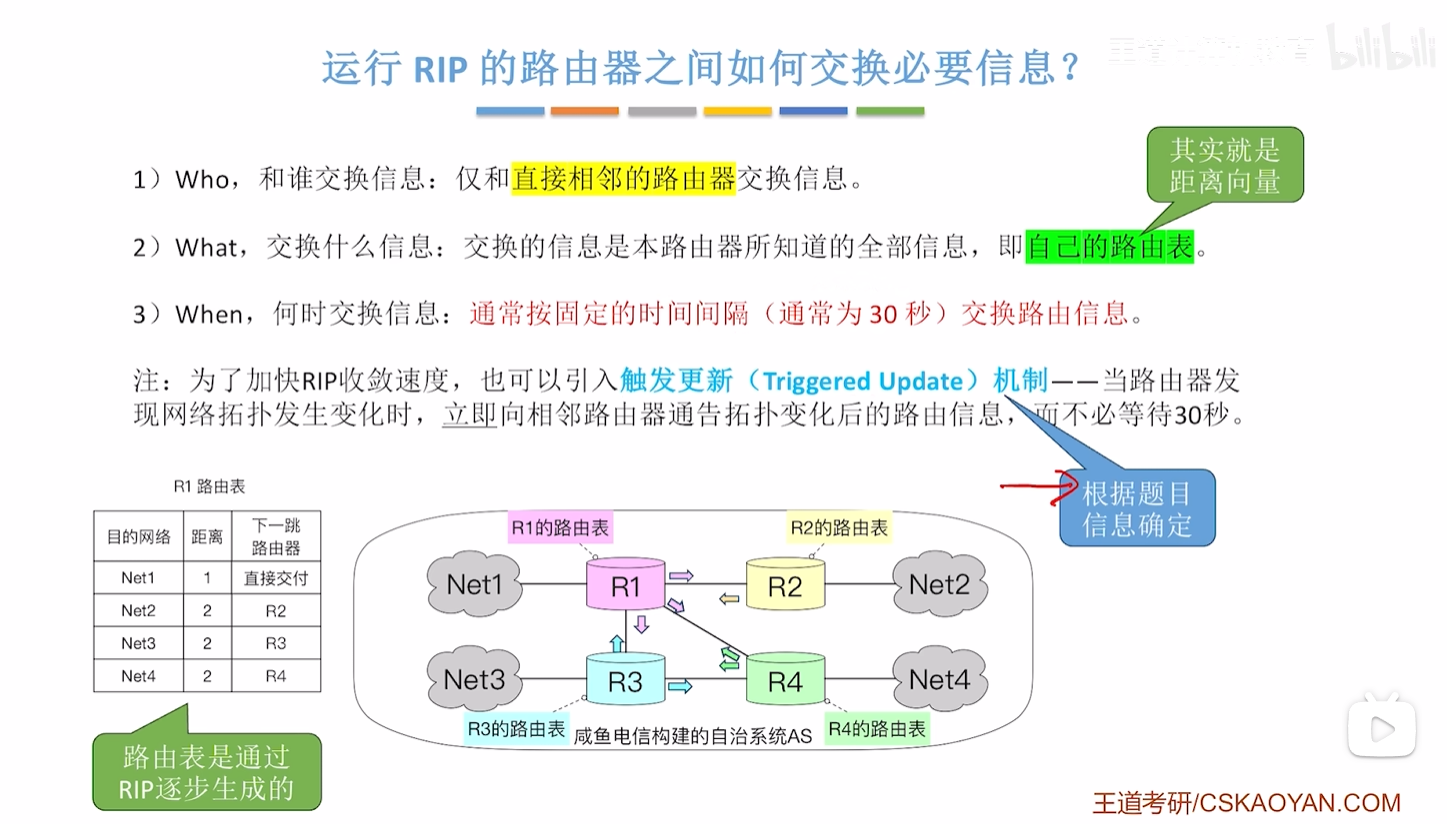 运行 RIP 的路由器之间如何交换必要信息？
bilibili
其实就是
距离向量
1）Who，和谁交换信息：仅和直接相邻的路由器交换信息。
2）What，交换什么信息：交换的信息是本路由器所知道的全部信息，即自己的路由表。
3）When，何时交换信息：通常按固定的时间间隔（通常为 30 秒）交换路由信息。
注：为了加快RIP收敛速度，也可以引入触发更新（Triggered Update）机制——当路由器发
现网络拓扑发生变化时，立即向相邻路由器通告拓扑变化后的路由信息，而不必等待30秒。
根据题目
信息确定
R1 路由表
目的网络 距离 下一跳
路由器
Net1 1 直接交付
Net2 2 R2
Net3 2 R3
Net4 2 R4
路由表是通过
RIP逐步生成的
R1的路由表 R2的路由表
Net1 R1 R2 Net2
Net3 R3 R4 Net4
R3的路由表 咸鱼电信构建的自治系统AS R4的路由表
王道考研/CSKAOYAN.COM